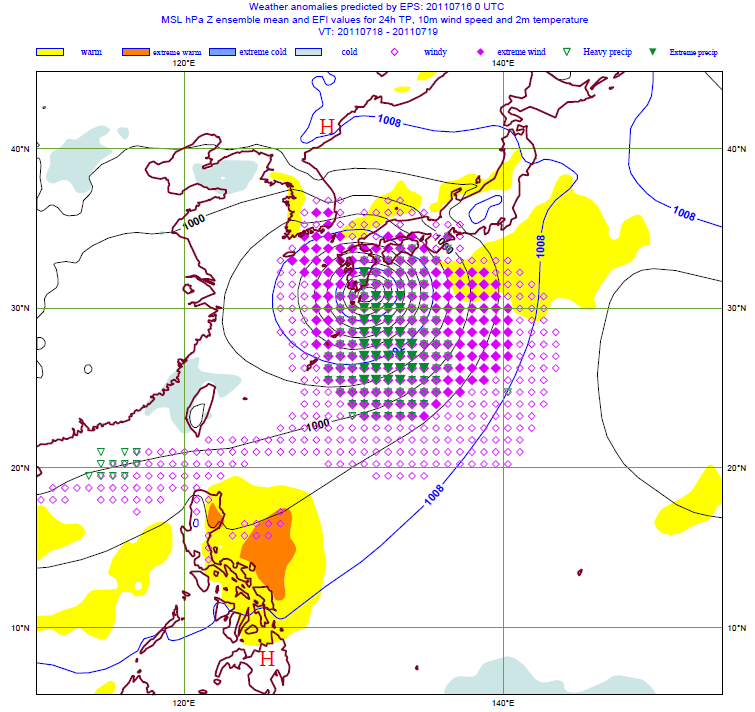 Weather anomalies predicted by EPS: 20110716 0 UTC
MSL hPa Z ensemble mean and EFI values for 24h TP, 10m wind speed and 2m temperature
VT: 20110718 - 20110719
warm extreme warm extreme cold cold windy extreme wind Heavy precip Extreme precip
120°E 140°E
H
1008
40°N 40°N
1008
1000
1008
30°N 30°N
1000
20°N 20°N
1008
10°N 10°N
H
120°E 140°E